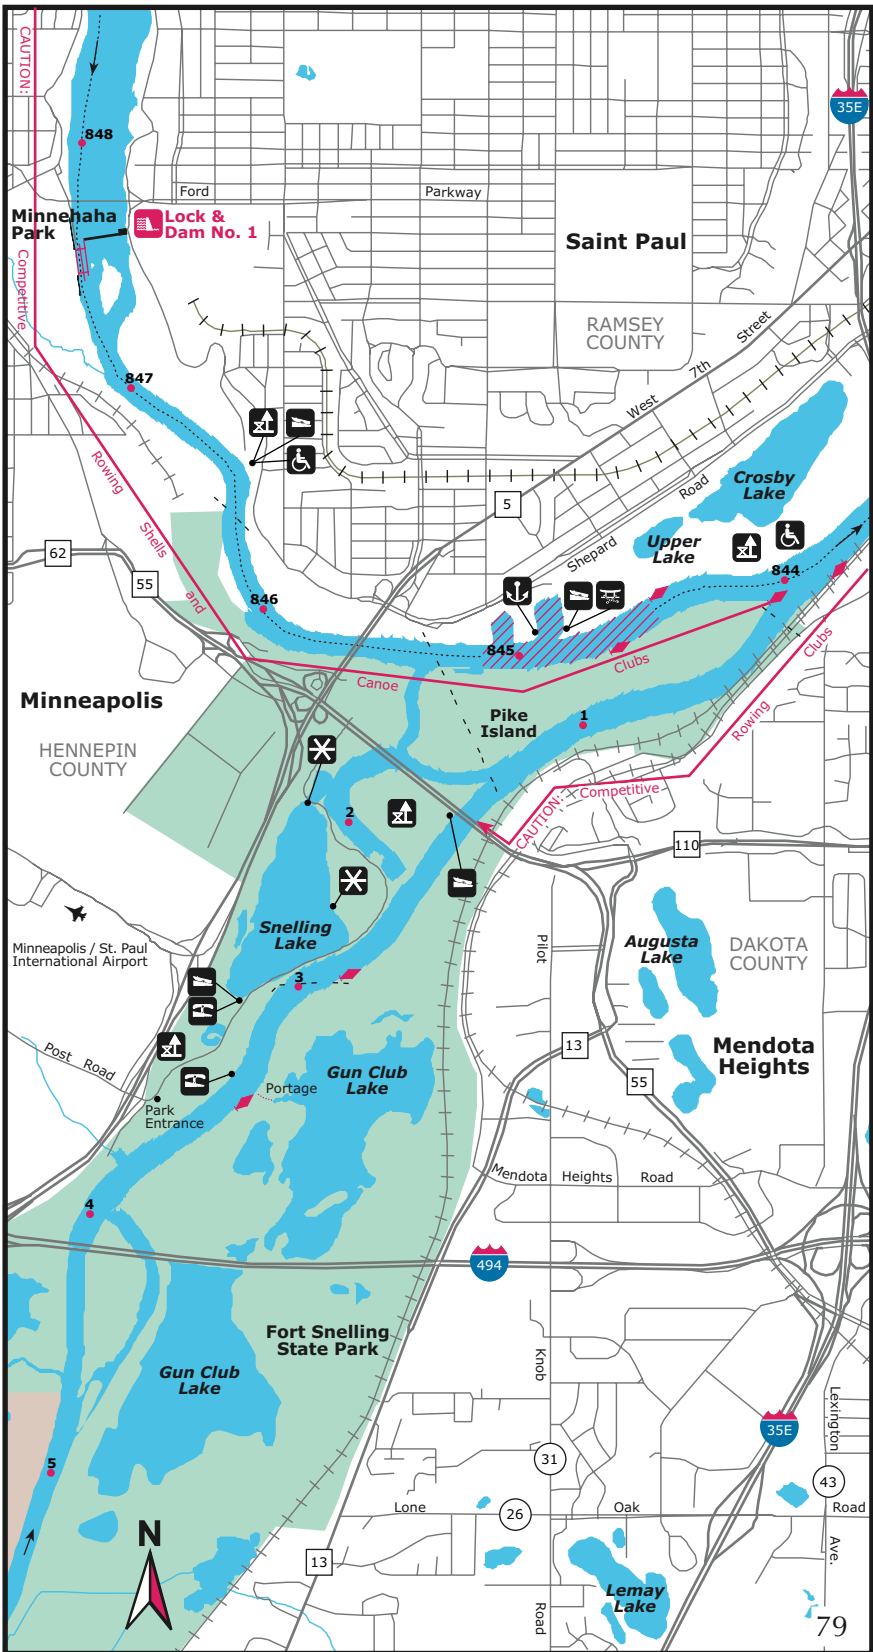 CAUTION:
35E
848
Ford
Parkway
Minnehaha
Park
Lock &
Dam No. 1
Saint Paul
Competitive
RAMSEY
COUNTY
Street
7th
West
847
Rowing
Shells
and
5
Road
Crosby
Lake
Upper
Lake
Shepard
62
55
844
846
845
Clubs
Clubs
Canoe
Minneapolis
Pike
Island
1
Rowing
HENNEPIN
COUNTY
Competitive
CAUTION:
2
110
Snelling
Lake
Pilot
Augusta
Lake
DAKOTA
COUNTY
Minneapolis / St. Paul
International Airport
3
13
Mendota
Heights
Post Road
55
Gun Club
Lake
Portage
Park
Entrance
Mendota Heights Road
4
494
Fort Snelling
State Park
Knob
Gun Club
Lake
Lexington
35E
5
31
43
Lone
26
Oak
Road
N
13
Ave.
Lemay
Lake
Road
79